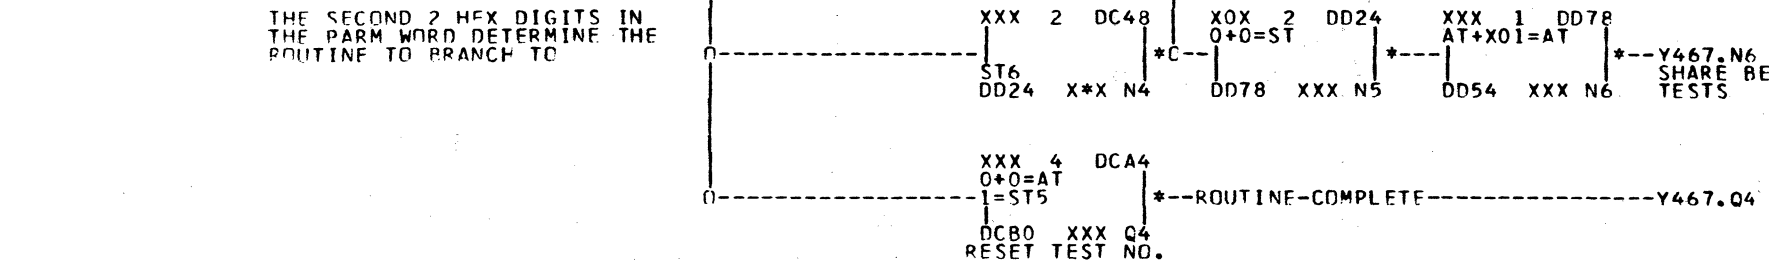 THE SECOND 2 HEX DIGITS IN
THE PARM WORD DETERMINE THE
ROUTINE TO BRANCH TO
XXX 2 DC48
ST6
DD24 X*X N4
*C--
X0X 2 DD24
0+0=ST
DD78 XXX N5
*---
XXX 1 DD78
AT+X01=AT
DD54 XXX N6
*--Y467.N6
SHARE BE
TESTS
XXX 4 DCA4
0+0=AT
1=ST5
DCB0 XXX Q4
RESET TEST NO.
*--ROUTINE-COMPLETE----------------Y467.Q4